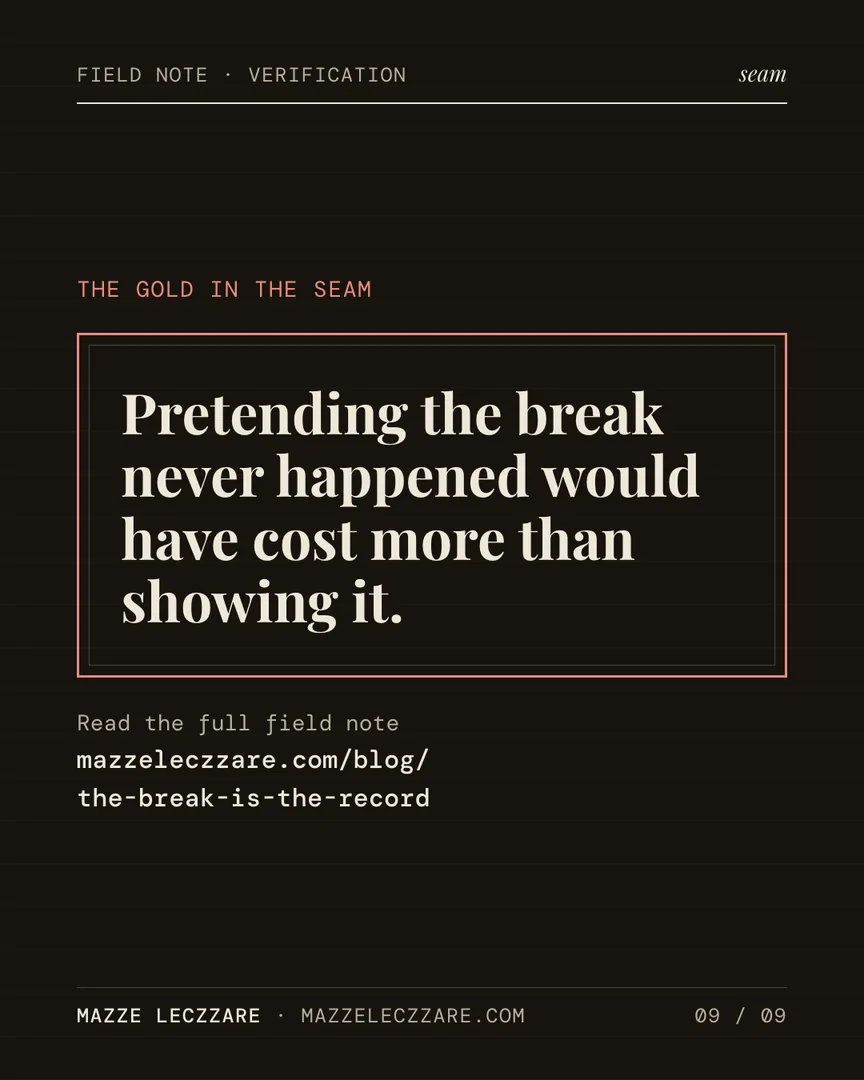 FIELD NOTE · VERIFICATION
seam
THE GOLD IN THE SEAM
Pretending the break
never happened would
have cost more than
showing it.
Read the full field note
mazzeleczzare.com/blog/
the-break-is-the-record
MAZZE LECZZARE · MAZZELECZZARE.COM
09 / 09